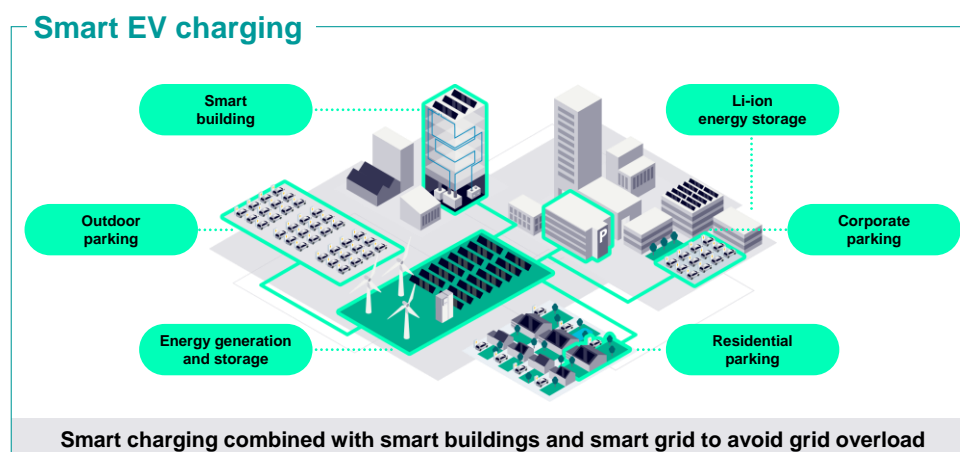 Smart EV charging
Smart
building
Li-ion
energy storage
Outdoor
parking
P
Corporate
parking
Energy generation
and storage
Residential
parking
Smart charging combined with smart buildings and smart grid to avoid grid overload